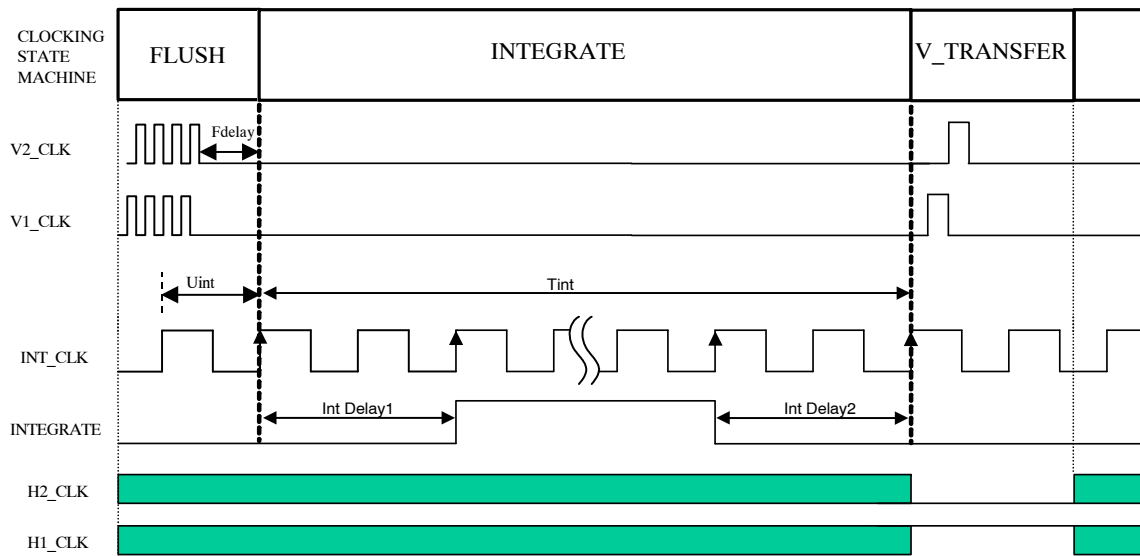 CLOCKING
STATE
MACHINE
FLUSH
INTEGRATE
V_TRANSFER
V2_CLK
Fdelay
V1_CLK
Uint
Tint
INT_CLK
Int Delay1
Int Delay2
INTEGRATE
H2_CLK
H1_CLK